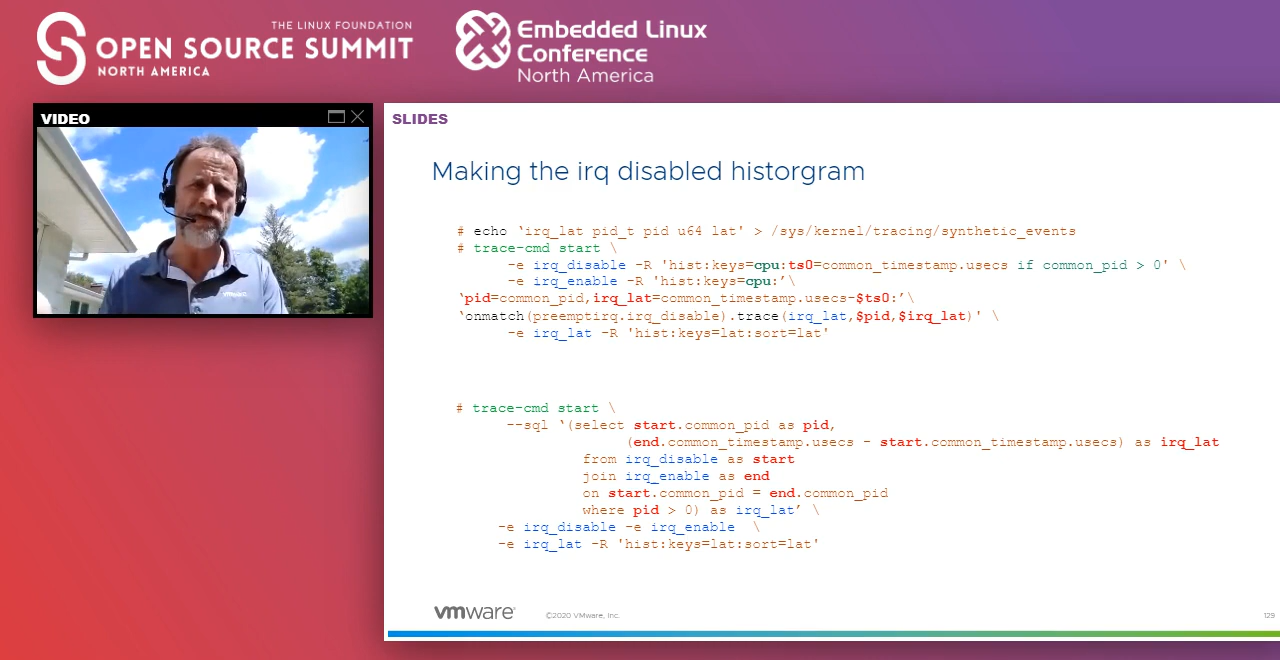 THE LINUX FOUNDATION
OPEN SOURCE SUMMIT
NORTH AMERICA
Embedded Linux
Conference
North America
VIDEO
vmware
SLIDES
Making the irq disabled historgram
# echo ‘irq_lat pid_t pid u64 lat' > /sys/kernel/tracing/synthetic_events
# trace-cmd start \
-e irq_disable -R 'hist:keys=cpu:ts0=common_timestamp.usecs if common_pid > 0' \
-e irq_enable -R 'hist:keys=cpu:’\
‘pid=common_pid,irq_lat=common_timestamp.usecs-$ts0:’\
‘onmatch(preemptirq.irq_disable).trace(irq_lat,$pid,$irq_lat)' \
-e irq_lat -R 'hist:keys=lat:sort=lat'
# trace-cmd start \
--sql ‘(select start.common_pid as pid,
(end.common_timestamp.usecs - start.common_timestamp.usecs) as irq_lat
from irq_disable as start
join irq_enable as end
on start.common_pid = end.common_pid
where pid > 0) as irq_lat’ \
-e irq_disable -e irq_enable \
-e irq_lat -R 'hist:keys=lat:sort=lat'
vmware®
©2020 VMware, Inc.
129